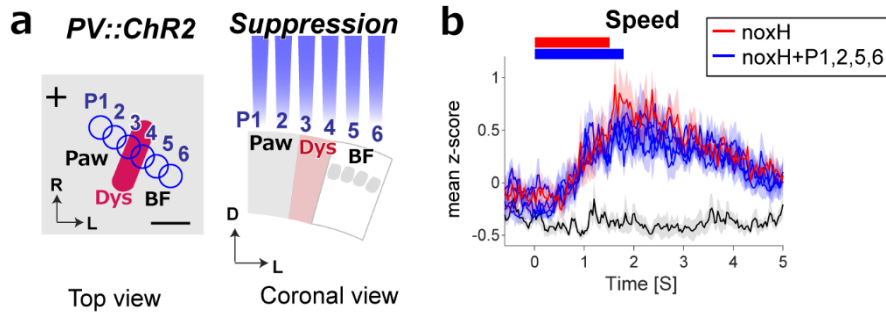 a
PV::ChR2
Suppression
+
P1
2
3
4
5
6
Paw
Dys
BF
R
L
Top view
P1 2 3 4 5 6
Paw Dys BF
D
L
Coronal view
b
Speed
noxH
noxH+P1,2,5,6
mean z-score
1
0.5
0
-0.5
0 1 2 3 4 5
Time [S]